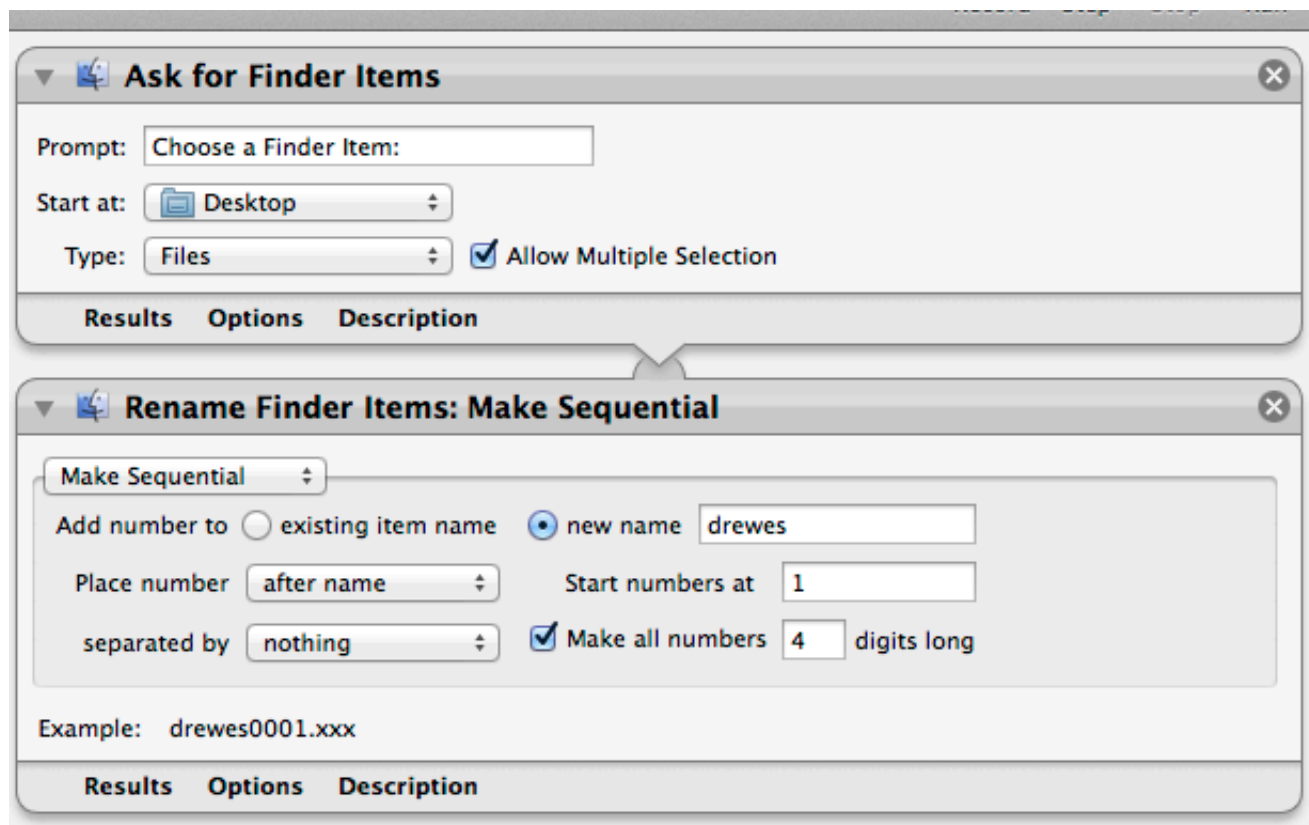 Ask for Finder Items
Prompt: Choose a Finder Item:
Start at: Desktop
Type: Files Allow Multiple Selection
Results Options Description
Rename Finder Items: Make Sequential
Make Sequential
Add number to existing item name new name drewes
Place number after name Start numbers at 1
separated by nothing Make all numbers 4 digits long
Example: drewes0001.xxx
Results Options Description